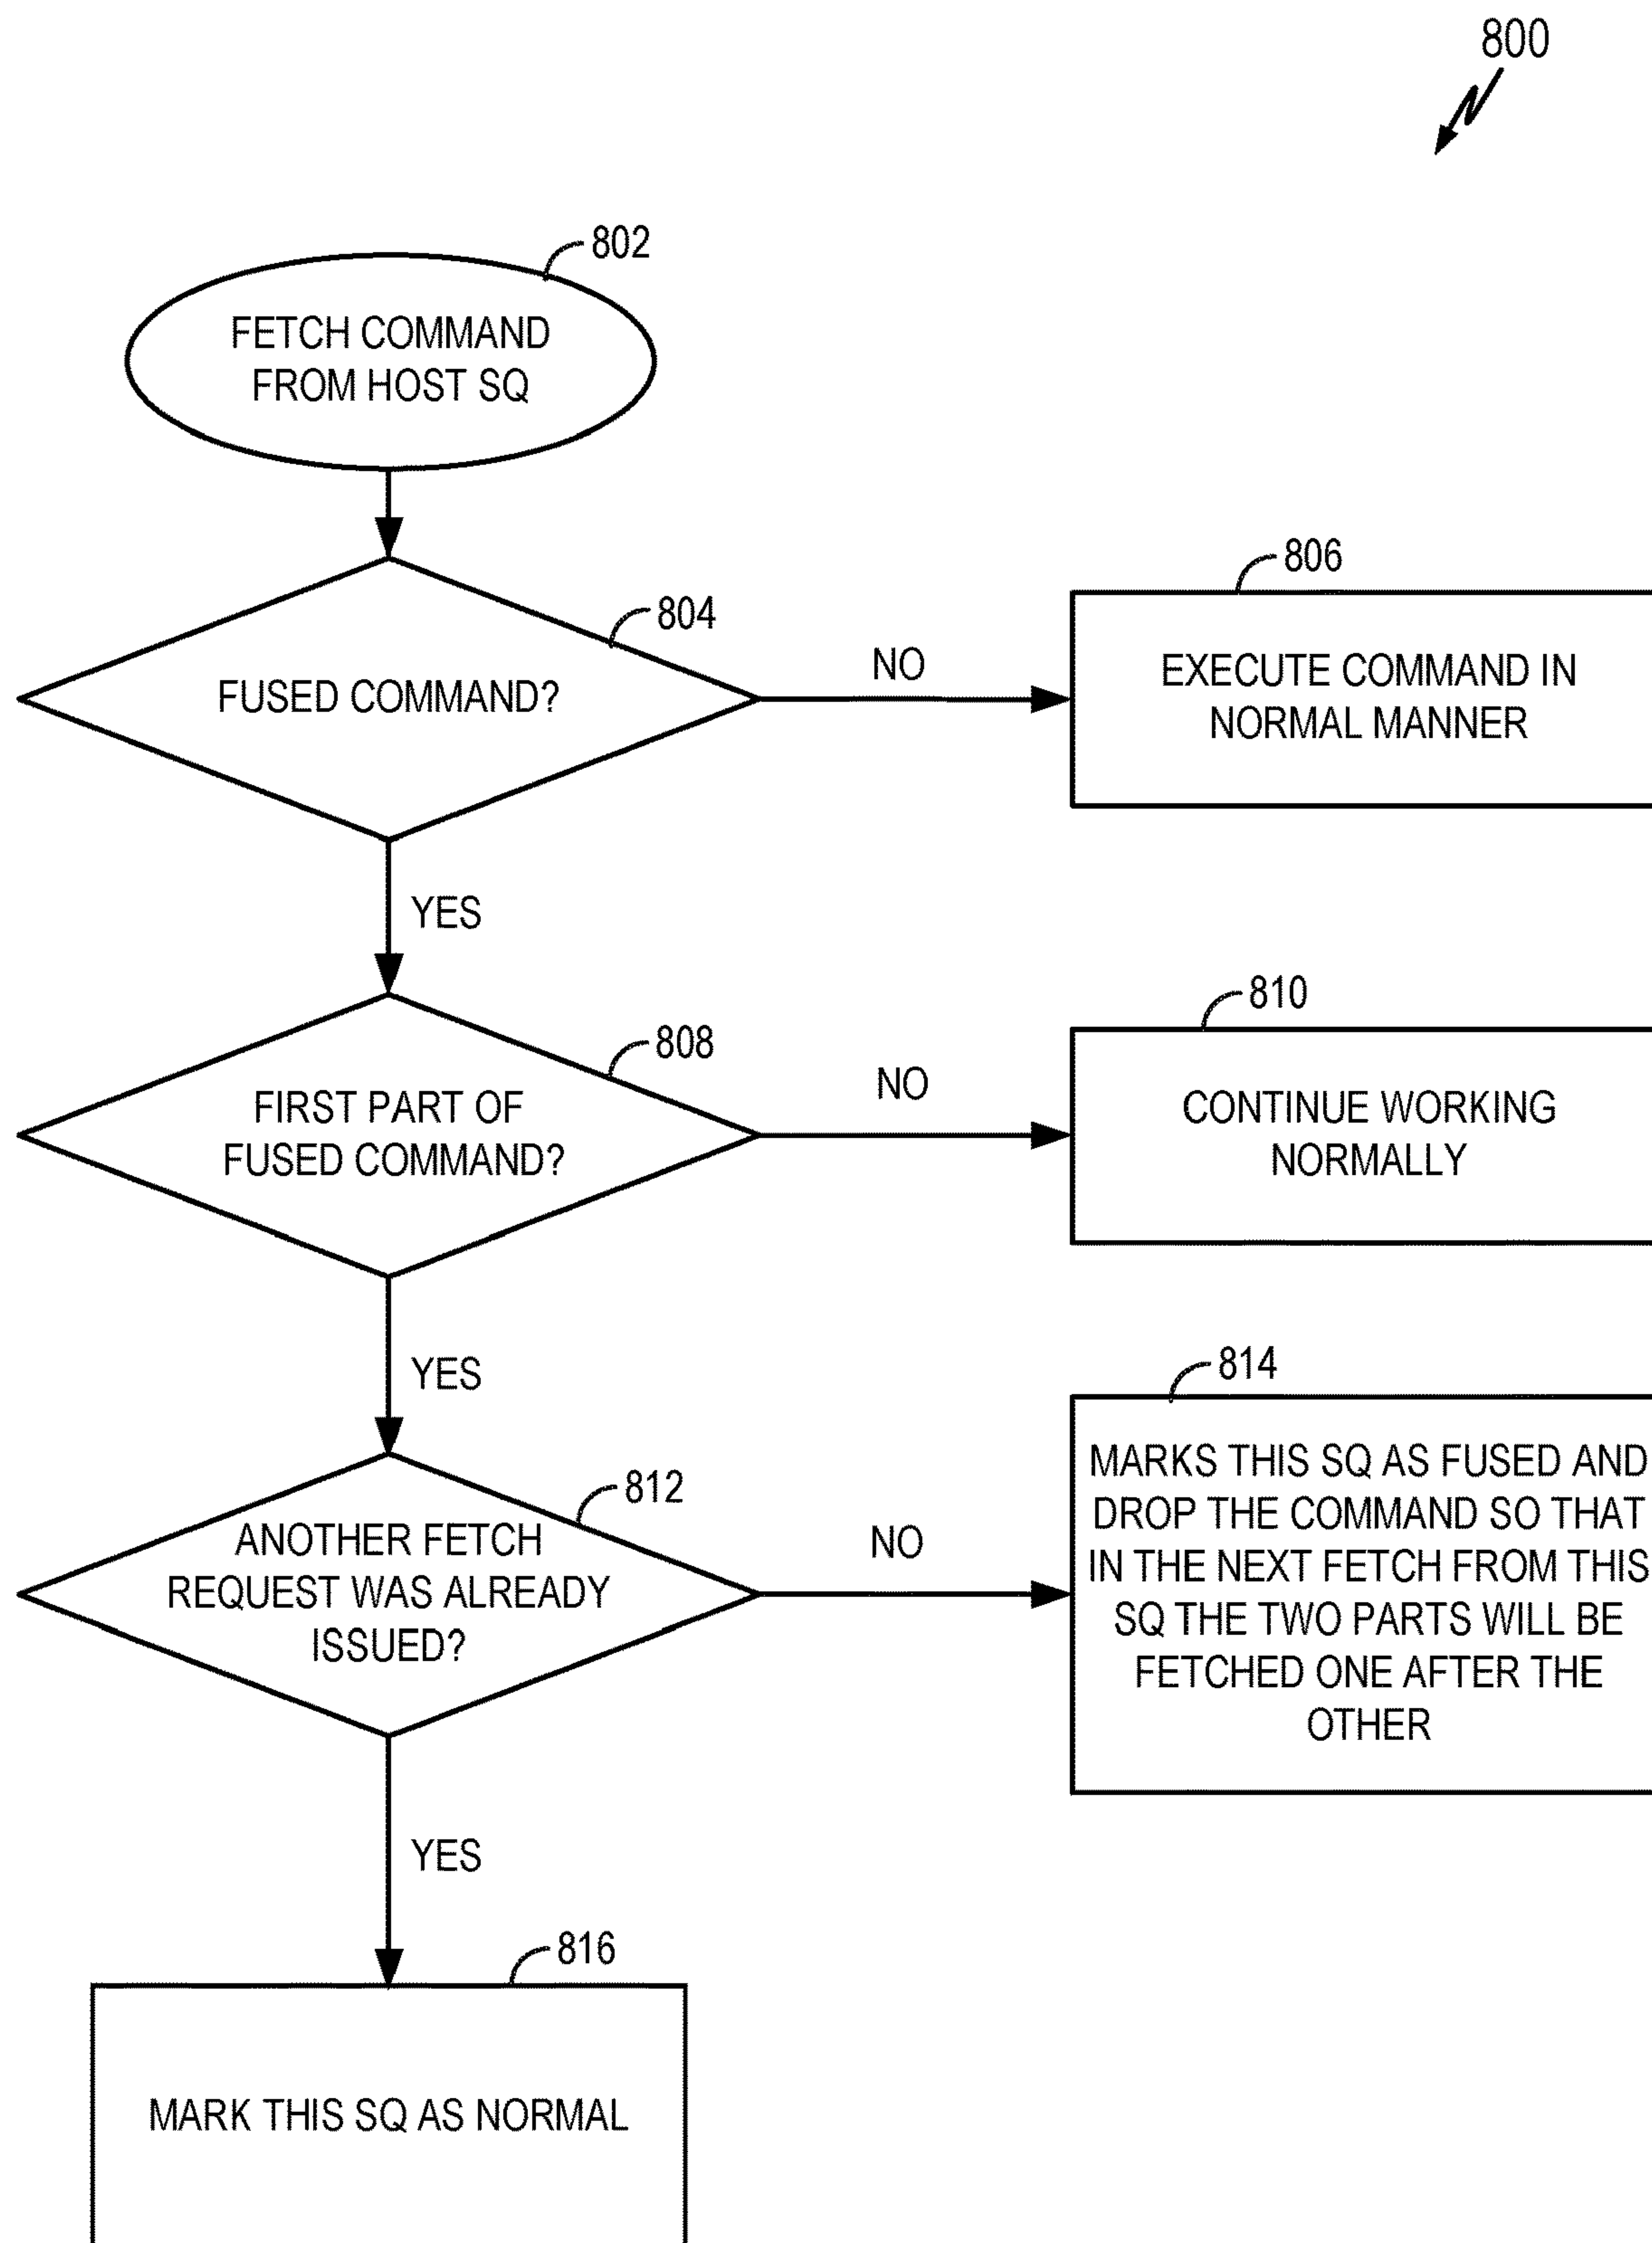 800
802
FETCH COMMAND
FROM HOST SQ
804
FUSED COMMAND?
NO
806
EXECUTE COMMAND IN
NORMAL MANNER
YES
808
FIRST PART OF
FUSED COMMAND?
NO
810
CONTINUE WORKING
NORMALLY
YES
812
ANOTHER FETCH
REQUEST WAS ALREADY
ISSUED?
NO
814
MARKS THIS SQ AS FUSED AND
DROP THE COMMAND SO THAT
IN THE NEXT FETCH FROM THIS
SQ THE TWO PARTS WILL BE
FETCHED ONE AFTER THE
OTHER
YES
816
MARK THIS SQ AS NORMAL